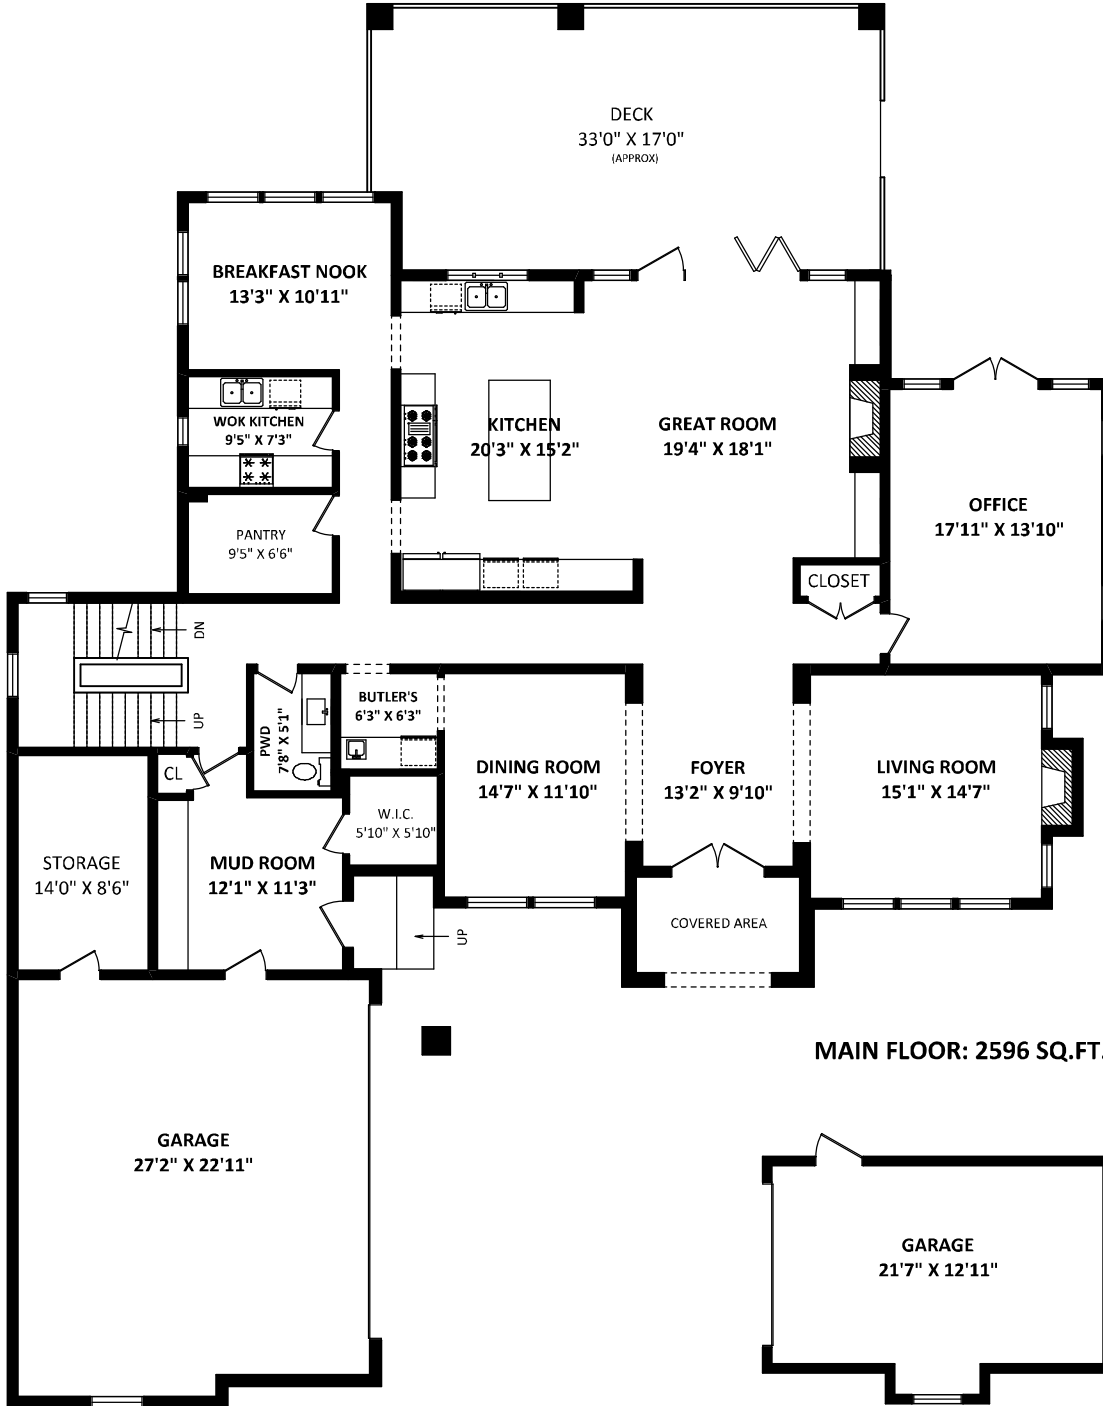 DECK
33'0" X 17'0"
(APPROX)
BREAKFAST NOOK
13'3" X 10'11"
WOK KITCHEN
9'5" X 7'3"
KITCHEN
20'3" X 15'2"
GREAT ROOM
19'4" X 18'1"
OFFICE
17'11" X 13'10"
PANTRY
9'5" X 6'6"
CLOSET
DN
UP
PWD
7'8" X 5'1"
BUTLER'S
6'3" X 6'3"
CL
DINING ROOM
14'7" X 11'10"
FOYER
13'2" X 9'10"
LIVING ROOM
15'1" X 14'7"
W.I.C.
5'10" X 5'10"
STORAGE
14'0" X 8'6"
MUD ROOM
12'1" X 11'3"
UP
COVERED AREA
MAIN FLOOR: 2596 SQ.FT.
GARAGE
27'2" X 22'11"
GARAGE
21'7" X 12'11"